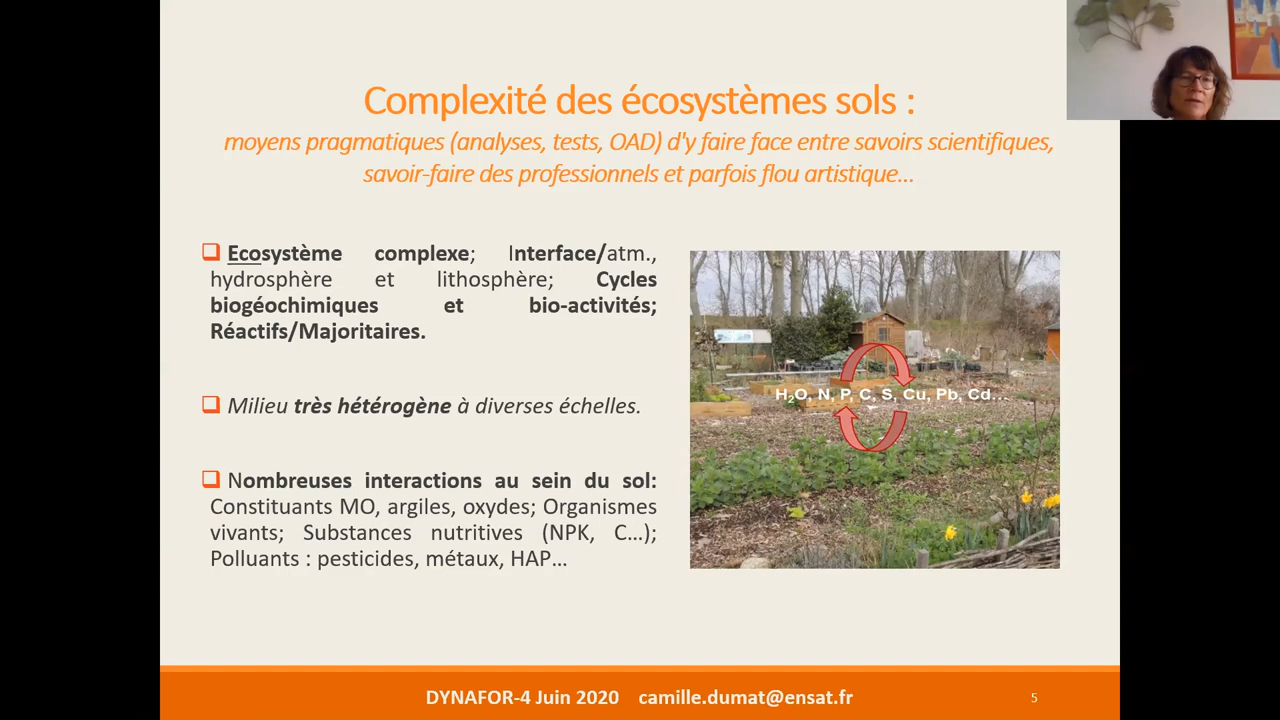 Complexité des écosystèmes sols :
moyens pragmatiques (analyses, tests, OAD) d'y faire face entre savoirs scientifiques,
savoir-faire des professionnels et parfois flou artistique...
Ecosystème complexe; Interface/atm.,
hydrosphère et lithosphère; Cycles
biogéochimiques et bio-activités;
Réactifs/Majoritaires.
Milieu très hétérogène à diverses échelles.
Nombreuses interactions au sein du sol:
Constituants MO, argiles, oxydes; Organismes
vivants; Substances nutritives (NPK, C...);
Polluants : pesticides, métaux, HAP...
H₂O, N, P, C, S, Cu, Pb, Cd...
DYNAFOR-4 Juin 2020 camille.dumat@ensat.fr
5